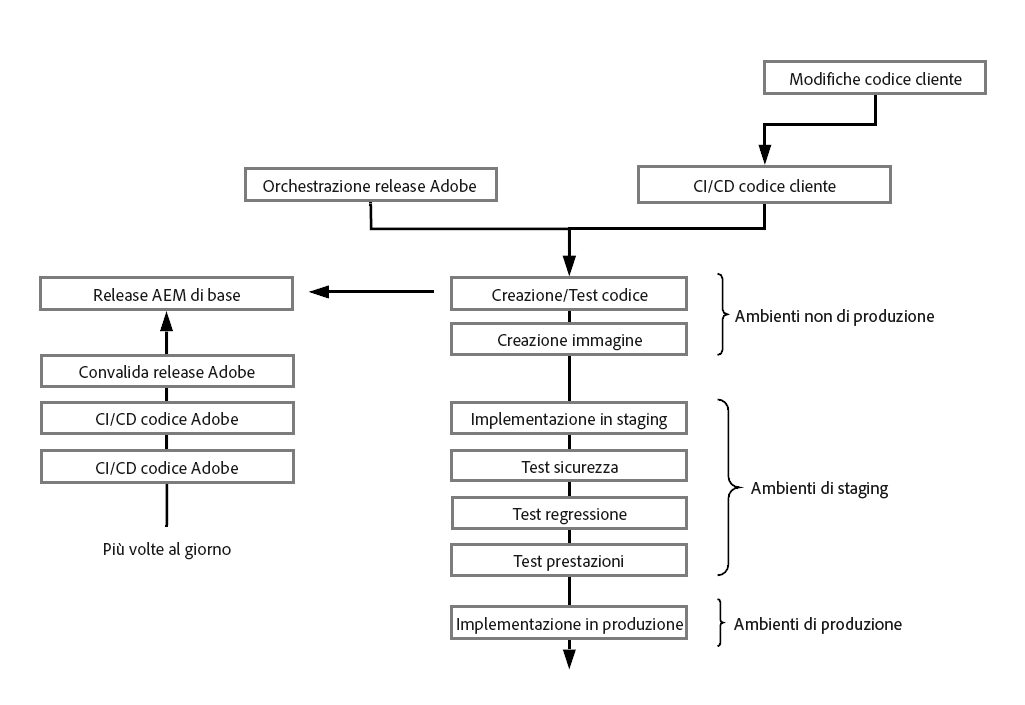 Modifiche codice cliente
Orchestrazione release Adobe
CI/CD codice cliente
Release AEM di base
Creazione/Test codice
Creazione immagine
Ambienti non di produzione
Convalida release Adobe
CI/CD codice Adobe
CI/CD codice Adobe
Più volte al giorno
Implementazione in staging
Test sicurezza
Test regressione
Test prestazioni
Ambienti di staging
Implementazione in produzione
Ambienti di produzione